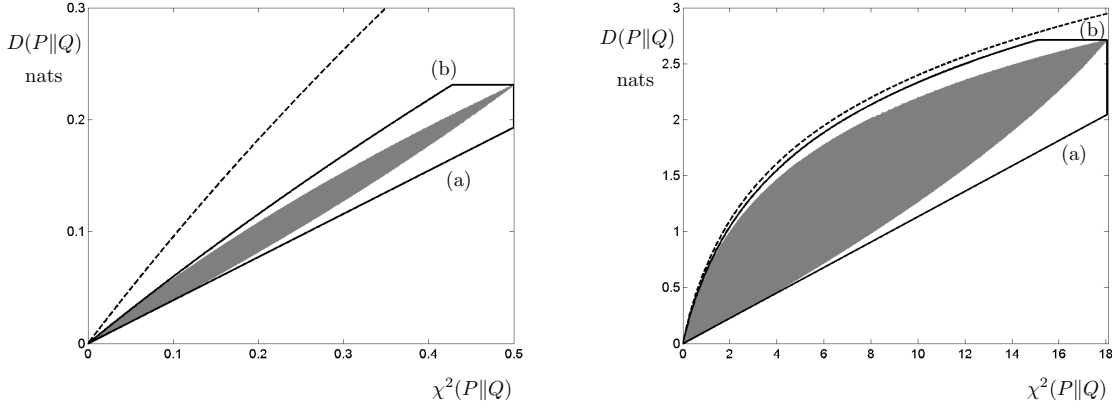 0.3
D(P‖Q)
nats
(b)
0.2
(a)
0.1
0
0 0.1 0.2 0.3 0.4 0.5
χ²(P‖Q)
3
D(P‖Q)
(b)
nats
2.5
2
(a)
1.5
1
0.5
0
0 2 4 6 8 10 12 14 16 18
χ²(P‖Q)